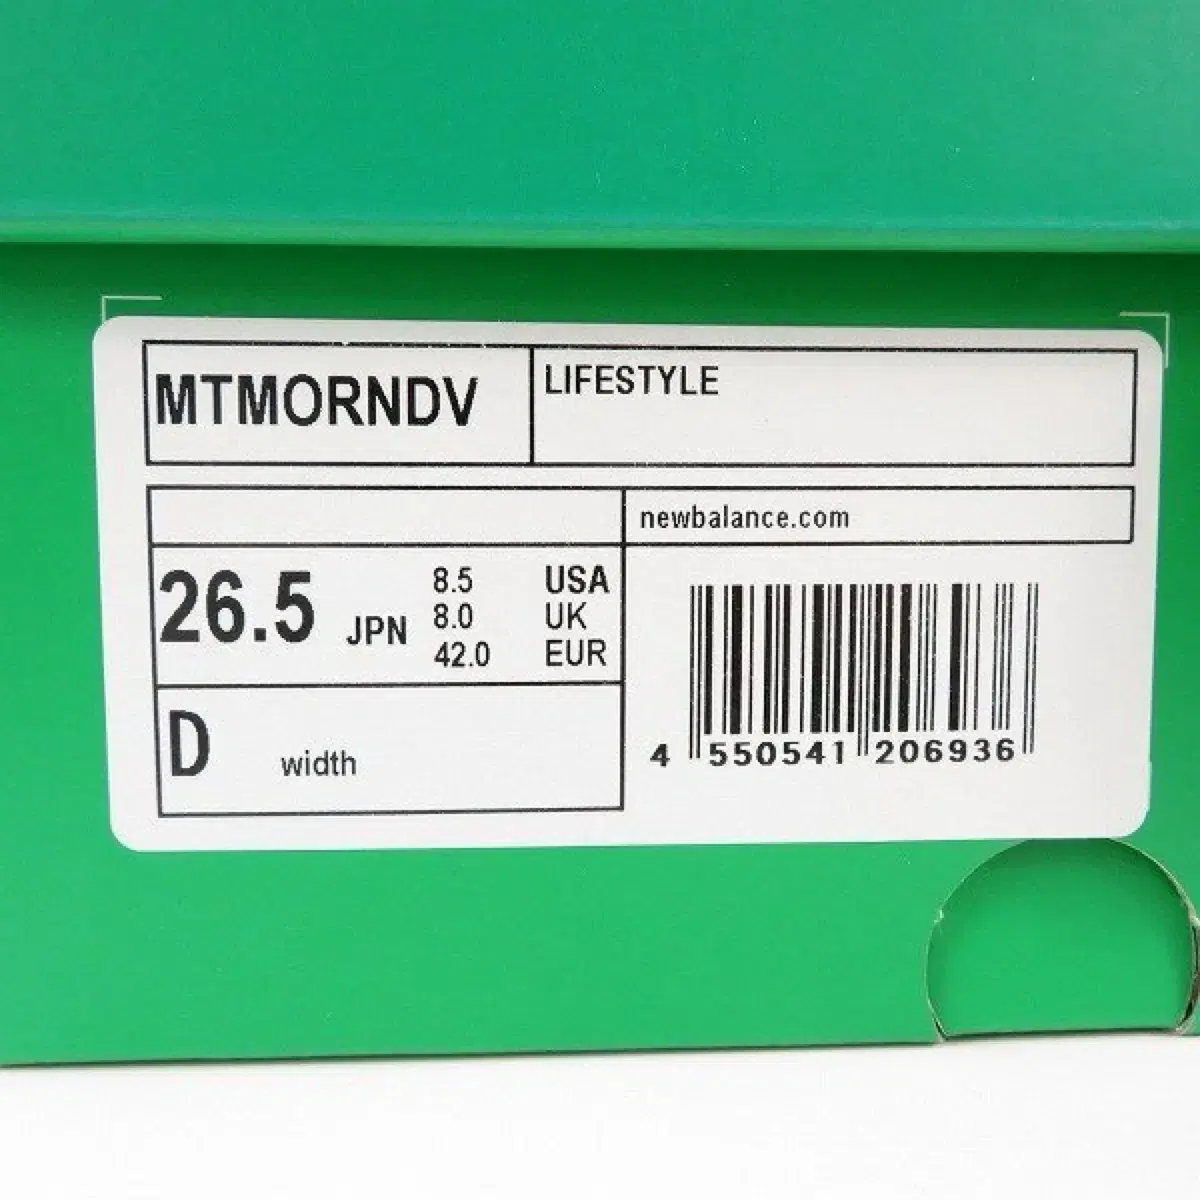 MTMORNDV
LIFESTYLE
newbalance.com
26.5 JPN
8.5 USA
8.0 UK
42.0 EUR
D width
4 550541 206936